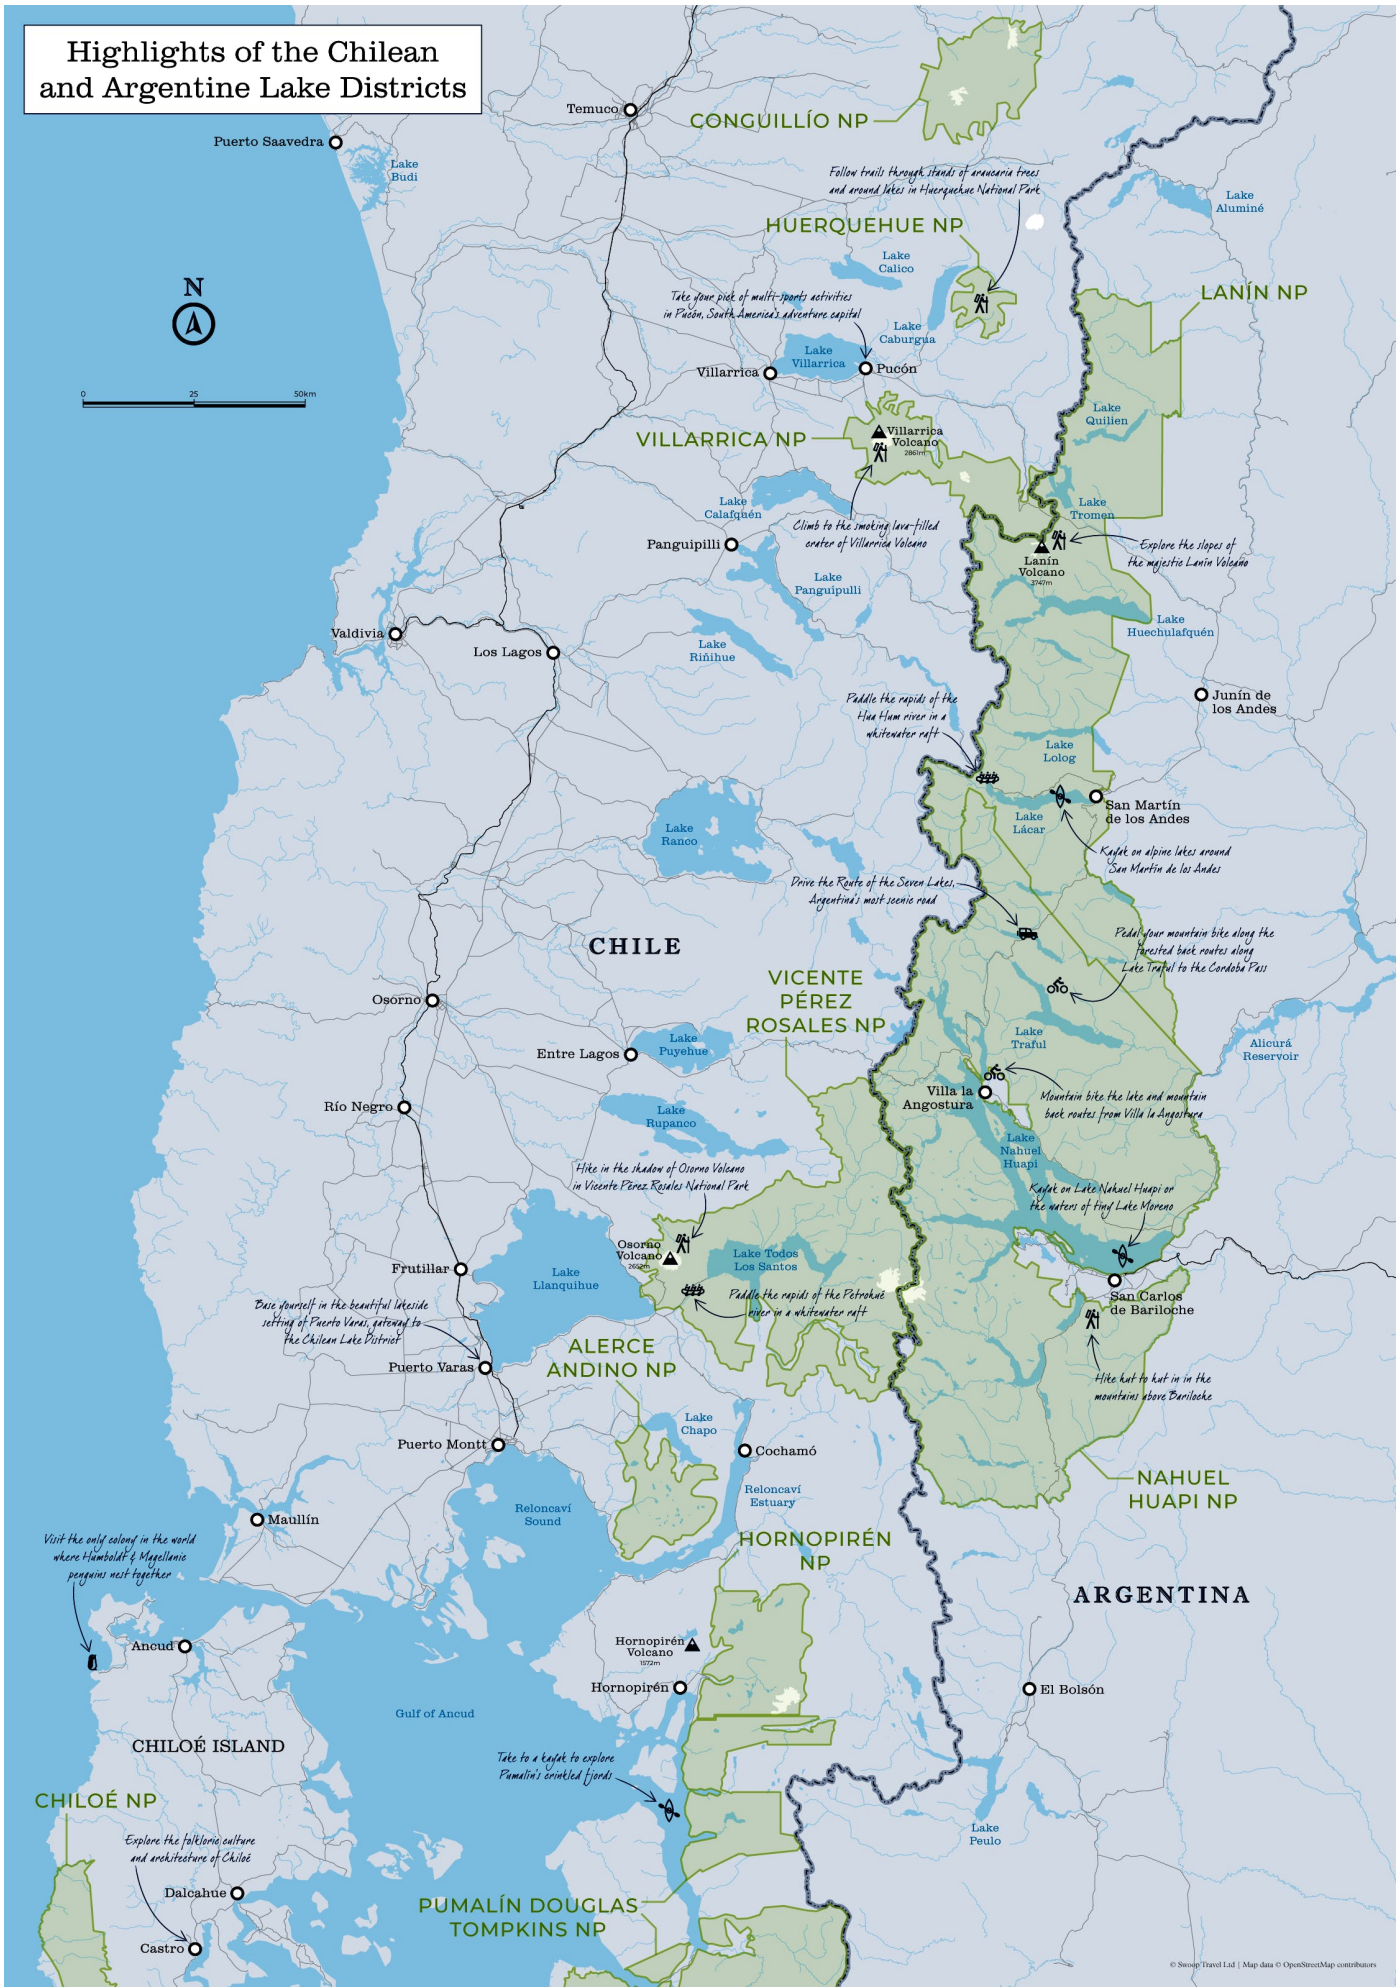 Highlights of the Chilean
and Argentine Lake Districts
Temuco
CONGUILLÍO NP
Puerto Saavedra
Lake
Budi
Follow trails through stands of araucaria trees
and around lakes in Huerquehue National Park
Lake
Aluminé
HUERQUEHUE NP
N
Lake
Calico
LANÍN NP
Take your pick of multi-sports activities
in Pucón, South America's adventure capital
Lake
Caburgua
0 25 50km
Lake
Villarrica
Villarrica
Pucón
Lake
Quilien
VILLARRICA NP
Villarrica
Volcano
2861m
Lake
Calafquén
Lake
Tromen
Climb to the smoking lava-filled
crater of Villarrica Volcano
Panguipilli
Explore the slopes of
the majestic Lanín Volcano
Lanín
Volcano
3747m
Lake
Panguipulli
Lake
Huechulafquén
Valdivia
Los Lagos
Lake
Riñihue
Junín de
los Andes
Paddle the rapids of the
Hua Hum river in a
whitewater raft
Lake
Lolog
San Martín
de los Andes
Lake
Lácar
Lake
Ranco
Kayak on alpine lakes around
San Martín de los Andes
Drive the Route of the Seven Lakes,
Argentina's most scenic road
CHILE
Pedal your mountain bike along the
forested back routes along
Lake Traful to the Cordoba Pass
VICENTE
PÉREZ
ROSALES NP
Osorno
Lake
Traful
Alicurá
Reservoir
Entre Lagos
Lake
Puyehue
Villa la
Angostura
Mountain bike the lake and mountain
back routes from Villa la Angostura
Río Negro
Lake
Rupanco
Lake
Nahuel
Huapi
Hike in the shadow of Osorno Volcano
in Vicente Pérez Rosales National Park
Kayak on Lake Nahuel Huapi or
the waters of tiny Lake Moreno
Osorno
Volcano
2652m
Lake Todos
Los Santos
Frutillar
Lake
Llanquihue
Paddle the rapids of the Petrohué
river in a whitewater raft
San Carlos
de Bariloche
Base yourself in the beautiful lakeside
setting of Puerto Varas, gateway to
the Chilean Lake District
ALERCE
ANDINO NP
Puerto Varas
Hike hut to hut in in the
mountains above Bariloche
Lake
Chapo
Puerto Montt
Cochamó
NAHUEL
HUAPI NP
Reloncaví
Estuary
Reloncaví
Sound
Maullín
HORNOPIRÉN
NP
Visit the only colony in the world
where Humboldt & Magellanic
penguins nest together
ARGENTINA
Ancud
Hornopirén
Volcano
1572m
Hornopirén
El Bolsón
Gulf of Ancud
CHILOÉ ISLAND
Take to a kayak to explore
Pumalín's crinkled fjords
CHILOÉ NP
Lake
Peulo
Explore the folkloric culture
and architecture of Chiloé
Dalcahue
PUMALÍN DOUGLAS
TOMPKINS NP
Castro
© Swoop Travel Ltd | Map data © OpenStreetMap contributors